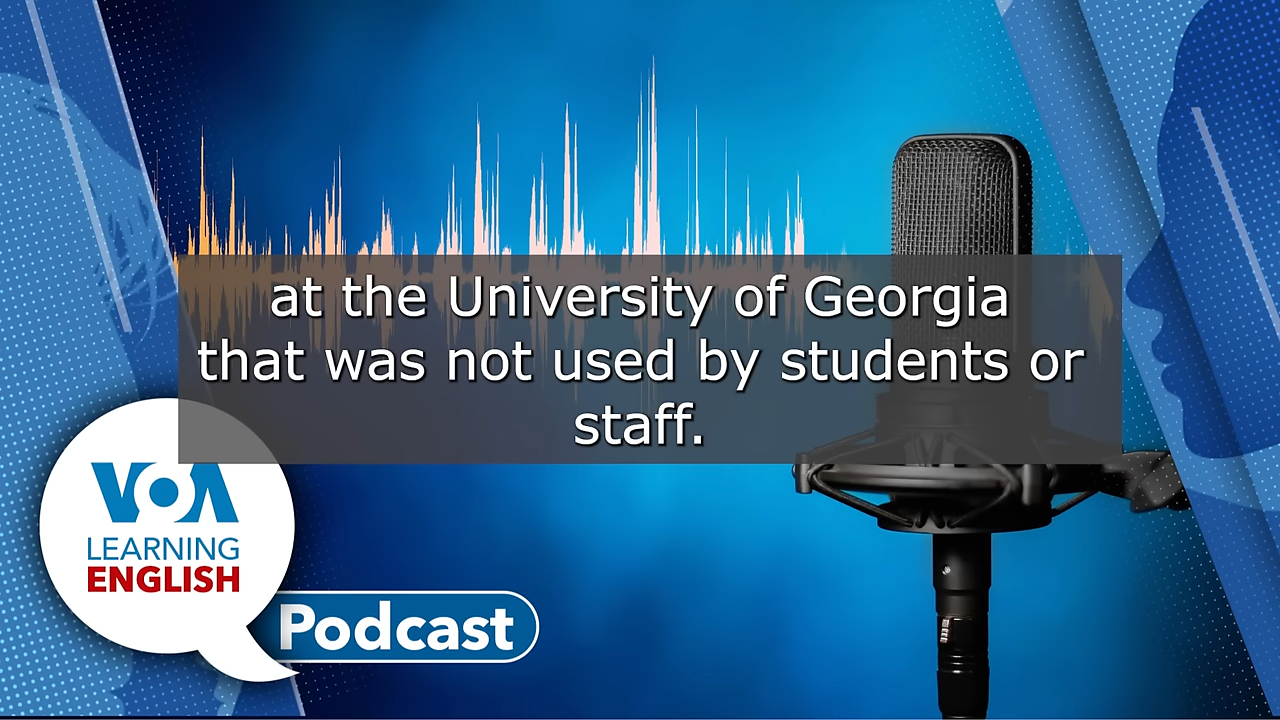 at the University of Georgia
that was not used by students or
staff.
VOA
LEARNING
ENGLISH
Podcast